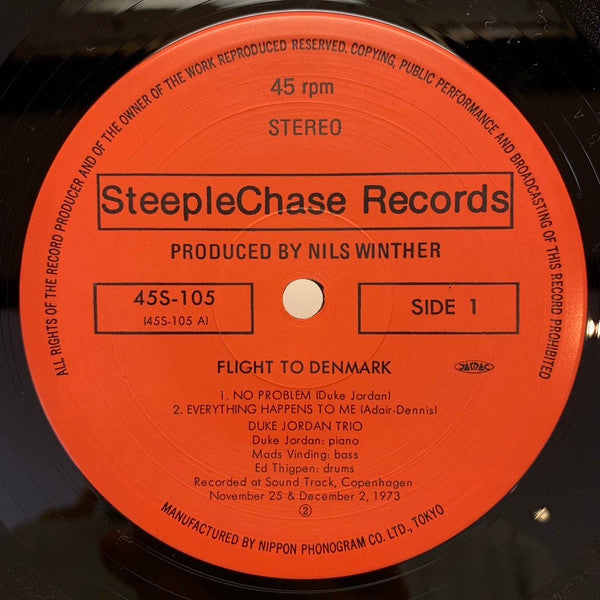 ALL RIGHTS OF THE RECORD PRODUCER AND OF THE OWNER OF THE WORK REPRODUCED RESERVED. COPYING, PUBLIC PERFORMANCE AND BROADCASTING OF THIS RECORD PROHIBITED
45 rpm
STEREO
SteepleChase Records
PRODUCED BY NILS WINTHER
45S-105
(45S-105 A)
SIDE 1
FLIGHT TO DENMARK
JASRAC
1. NO PROBLEM (Duke Jordan)
2. EVERYTHING HAPPENS TO ME (Adair-Dennis)
DUKE JORDAN TRIO
Duke Jordan: piano
Mads Vinding: bass
Ed Thigpen: drums
Recorded at Sound Track, Copenhagen
November 25 & December 2, 1973
②
MANUFACTURED BY NIPPON PHONOGRAM CO. LTD., TOKYO